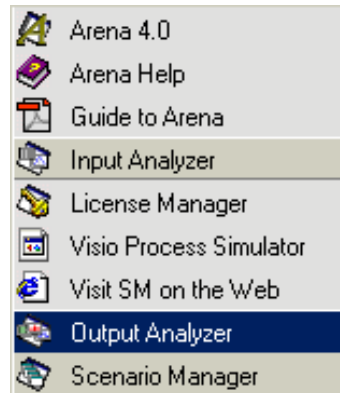 Arena 4.0
Arena Help
Guide to Arena
Input Analyzer
License Manager
Visio Process Simulator
Visit SM on the Web
Output Analyzer
Scenario Manager